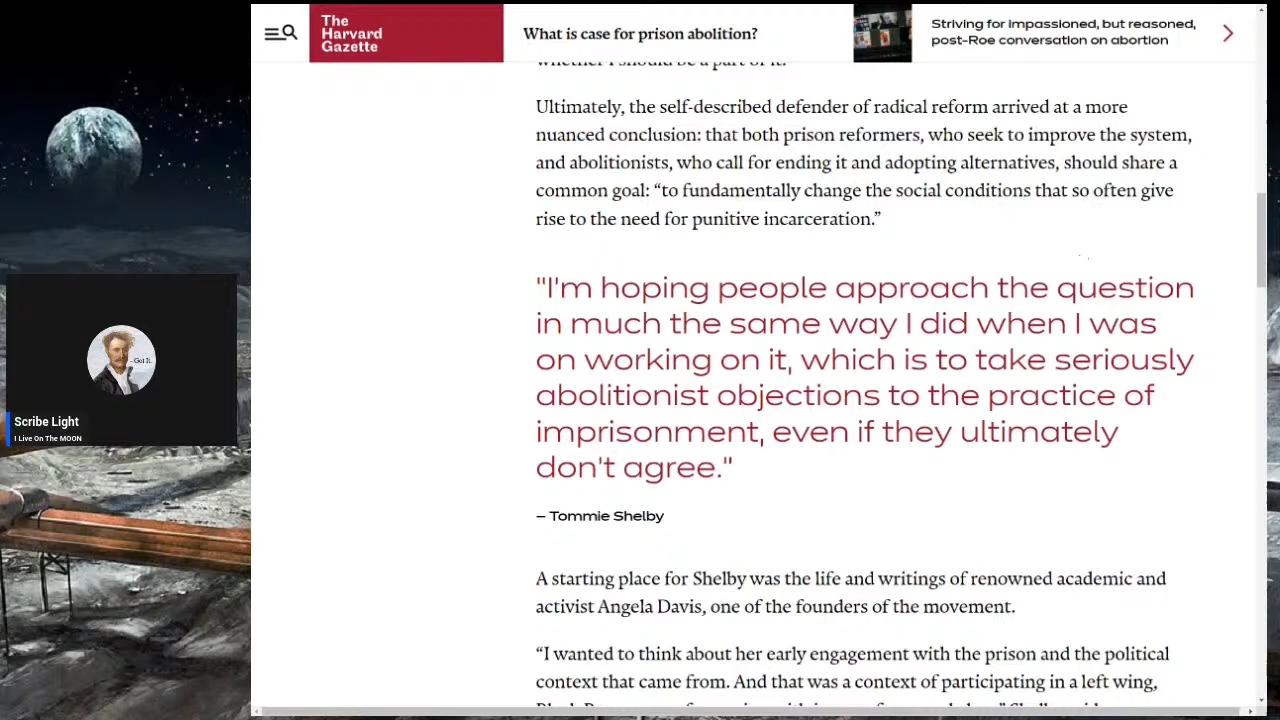 The
Harvard
Gazette
What is case for prison abolition?
Striving for impassioned, but reasoned,
post-Roe conversation on abortion
whether I should be a part of it.
Ultimately, the self-described defender of radical reform arrived at a more
nuanced conclusion: that both prison reformers, who seek to improve the system,
and abolitionists, who call for ending it and adopting alternatives, should share a
common goal: “to fundamentally change the social conditions that so often give
rise to the need for punitive incarceration.”
"I'm hoping people approach the question
in much the same way I did when I was
on working on it, which is to take seriously
abolitionist objections to the practice of
imprisonment, even if they ultimately
don't agree."
– Tommie Shelby
A starting place for Shelby was the life and writings of renowned academic and
activist Angela Davis, one of the founders of the movement.
“I wanted to think about her early engagement with the prison and the political
context that came from. And that was a context of participating in a left wing,
- Got It.
Scribe Light
I Live On The MOON